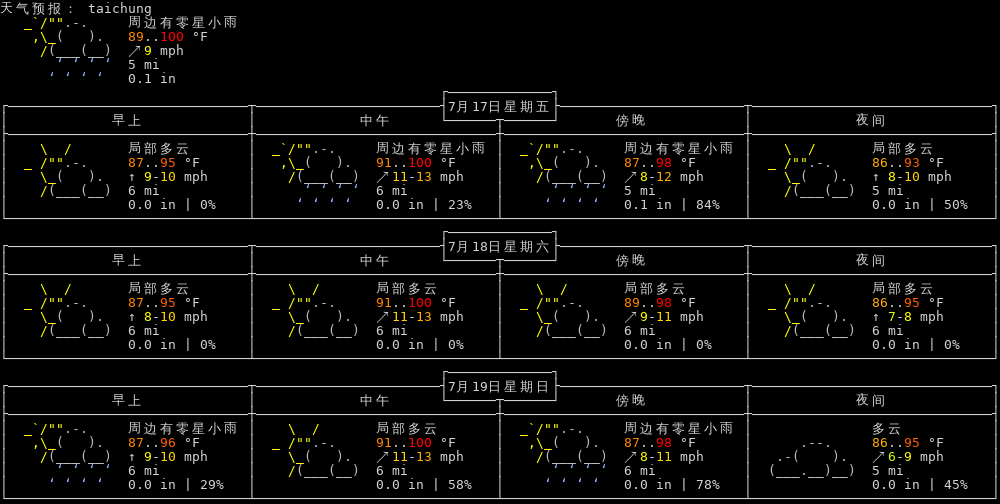 天气预报： taichung
周边有零星小雨
89..100 °F
↗9 mph
5 mi
0.1 in
7月17日星期五
早上 中午 傍晚 夜间
局部多云 周边有零星小雨 周边有零星小雨 局部多云
87..95 °F 91..100 °F 87..98 °F 86..93 °F
↑ 9-10 mph ↗11-13 mph ↗8-12 mph ↑ 8-10 mph
6 mi 6 mi 5 mi 5 mi
0.0 in | 0% 0.0 in | 23% 0.1 in | 84% 0.0 in | 50%
7月18日星期六
早上 中午 傍晚 夜间
局部多云 局部多云 局部多云 局部多云
87..95 °F 91..100 °F 89..98 °F 86..95 °F
↑ 8-10 mph ↗11-13 mph ↗9-11 mph ↑ 7-8 mph
6 mi 6 mi 6 mi 6 mi
0.0 in | 0% 0.0 in | 0% 0.0 in | 0% 0.0 in | 0%
7月19日星期日
早上 中午 傍晚 夜间
周边有零星小雨 局部多云 周边有零星小雨 多云
87..96 °F 91..100 °F 87..98 °F 86..95 °F
↑ 9-10 mph ↗11-13 mph ↗8-11 mph ↗6-9 mph
6 mi 6 mi 6 mi 5 mi
0.0 in | 29% 0.0 in | 58% 0.0 in | 78% 0.0 in | 45%